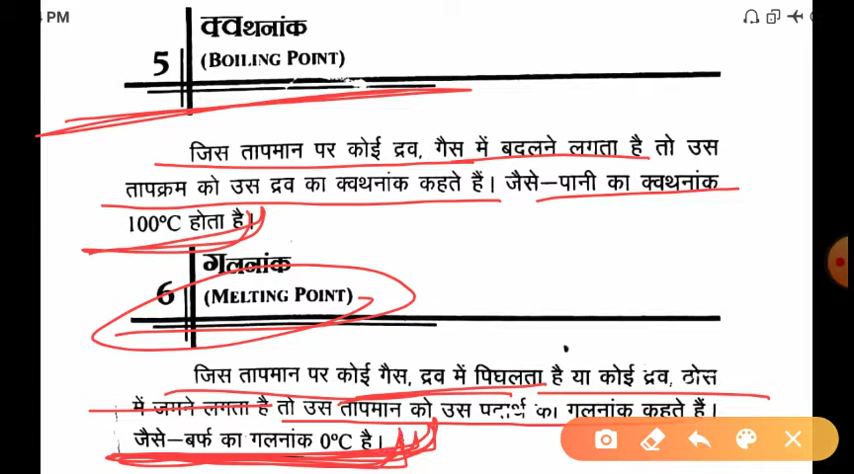 PM
क्वथनांक
5
(BOILING POINT)
जिस तापमान पर कोई द्रव, गैस में बदलने लगता है तो उस
तापक्रम को उस द्रव का क्वथनांक कहते हैं। जैसे–पानी का क्वथनांक
100°C होता है।
गलनांक
6
(MELTING POINT)
जिस तापमान पर कोई गैस, द्रव में पिघलता है या कोई द्रव, ठोस
में जमने लगता है तो उस तापमान को उस पदार्थ का गलनांक कहते हैं।
जैसे–बर्फ का गलनांक 0°C है।